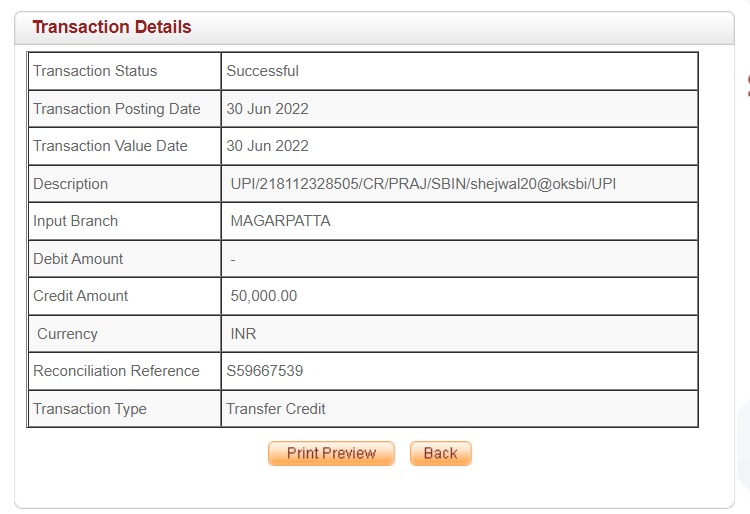 Transaction Details
Transaction Status Successful
Transaction Posting Date 30 Jun 2022
Transaction Value Date 30 Jun 2022
Description UPI/218112328505/CR/PRAJ/SBIN/shejwal20@oksbi/UPI
Input Branch MAGARPATTA
Debit Amount -
Credit Amount 50,000.00
Currency INR
Reconciliation Reference S59667539
Transaction Type Transfer Credit
Print Preview Back